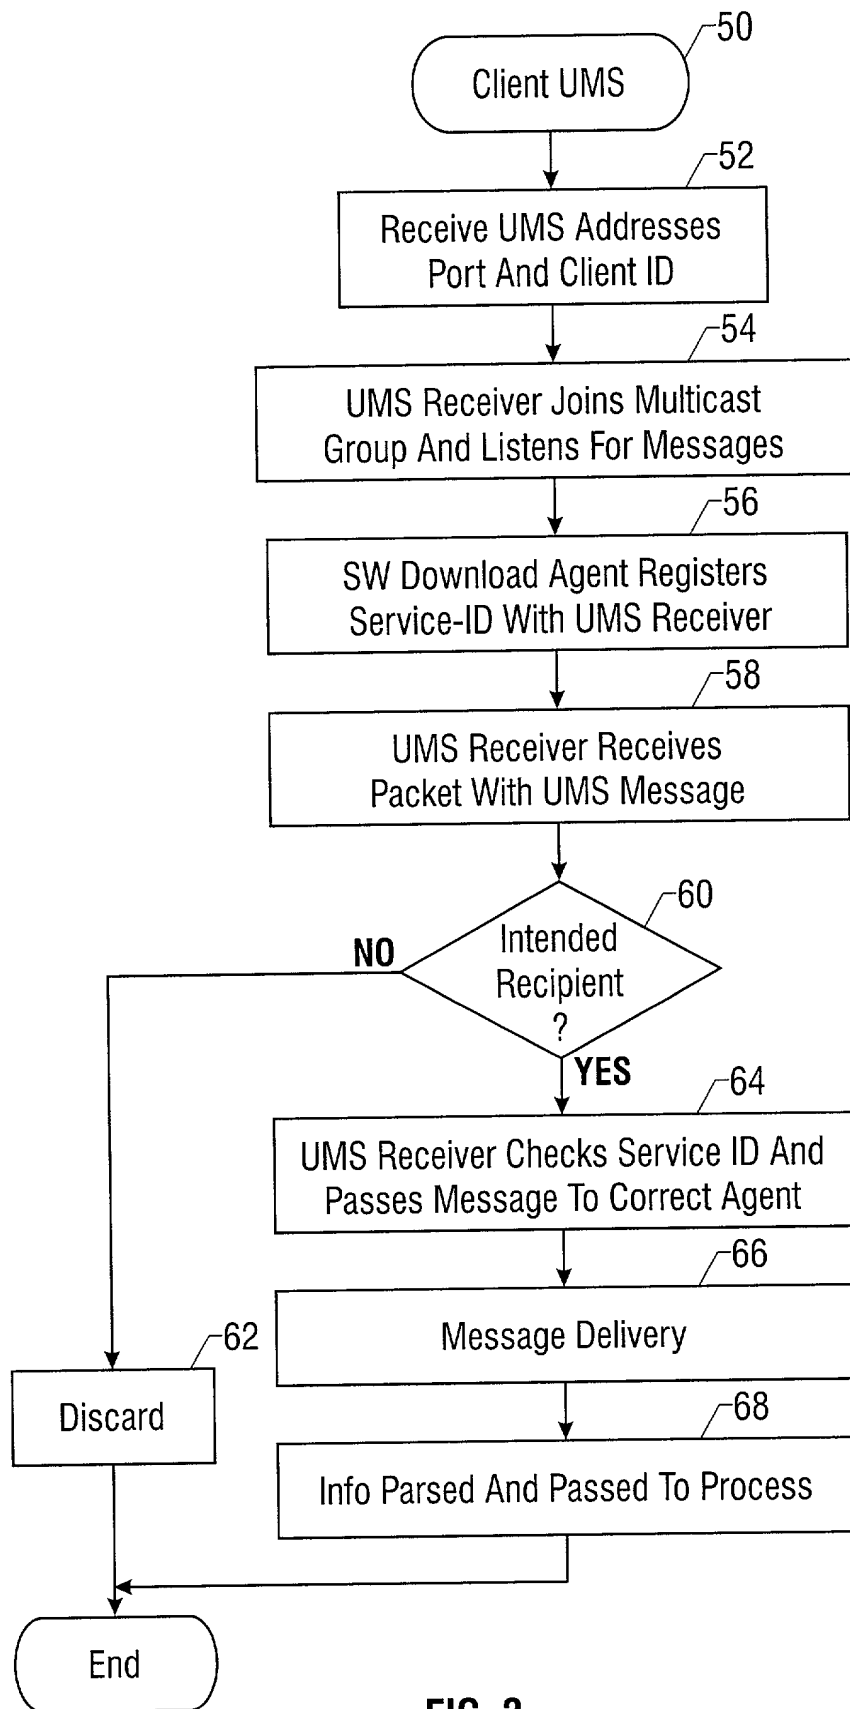 50
Client UMS
52
Receive UMS Addresses
Port And Client ID
54
UMS Receiver Joins Multicast
Group And Listens For Messages
56
SW Download Agent Registers
Service-ID With UMS Receiver
58
UMS Receiver Receives
Packet With UMS Message
60
Intended
Recipient
?
NO
YES
64
UMS Receiver Checks Service ID And
Passes Message To Correct Agent
66
Message Delivery
62
Discard
68
Info Parsed And Passed To Process
End